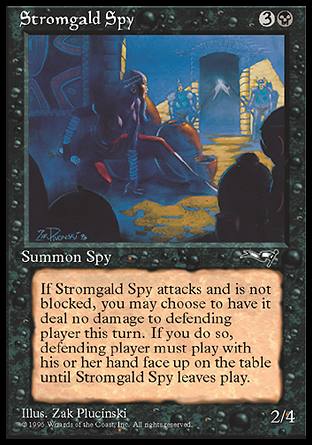 Stromgald Spy 3
ZAK PLUCINSKI 96
Summon Spy
If Stromgald Spy attacks and is not
blocked, you may choose to have it
deal no damage to defending
player this turn. If you do so,
defending player must play with
his or her hand face up on the table
until Stromgald Spy leaves play.
Illus. Zak Plucinski
© 1996 Wizards of the Coast, Inc. All rights reserved.
2/4